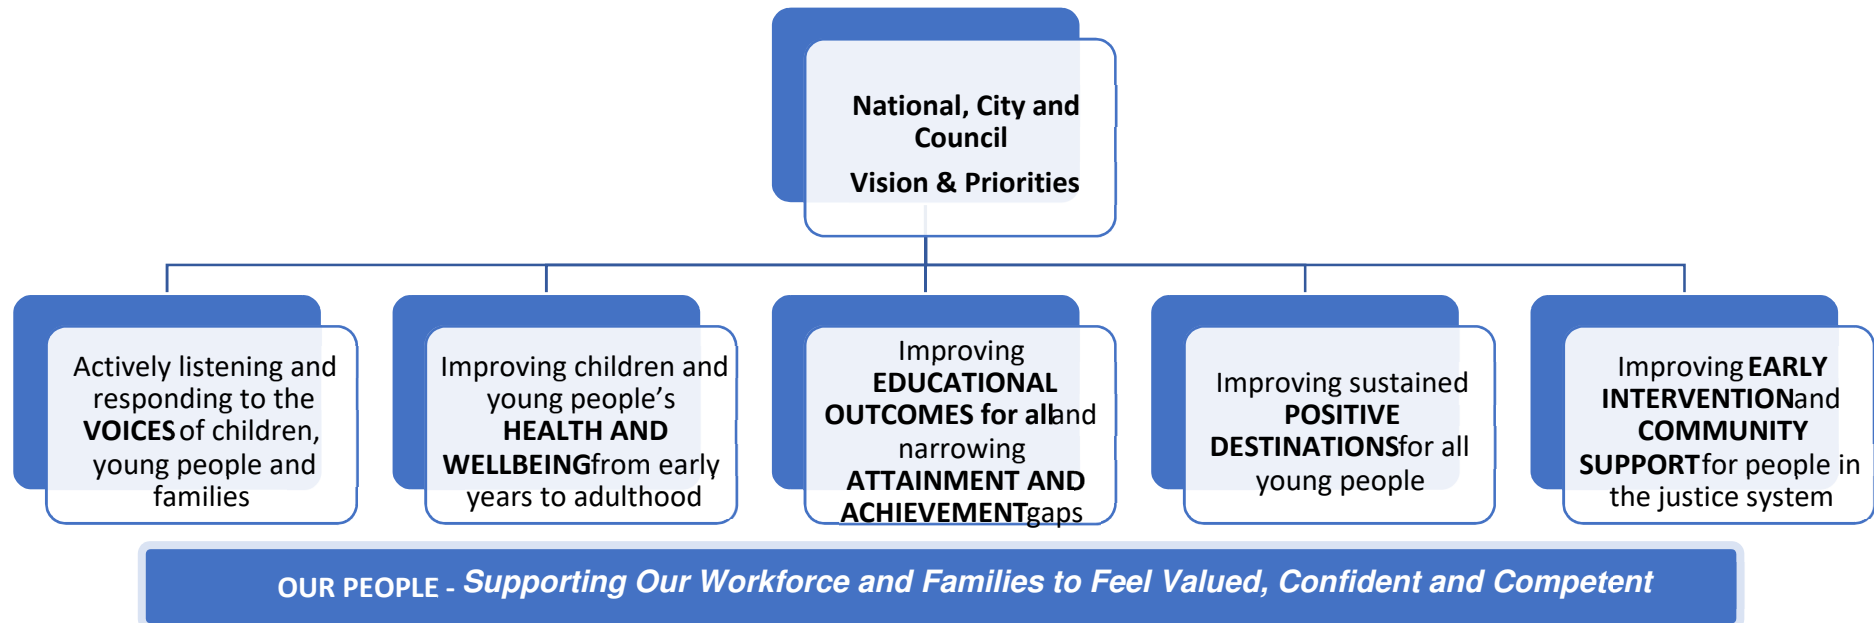 National, City and
Council
Vision & Priorities
Actively listening and
responding to the
VOICES of children,
young people and
families
Improving children and
young people’s
HEALTH AND
WELLBEING from early
years to adulthood
Improving
EDUCATIONAL
OUTCOMES for all and
narrowing
ATTAINMENT AND
ACHIEVEMENT gaps
Improving sustained
POSITIVE
DESTINATIONS for all
young people
Improving EARLY
INTERVENTION and
COMMUNITY
SUPPORT for people in
the justice system
OUR PEOPLE - Supporting Our Workforce and Families to Feel Valued, Confident and Competent